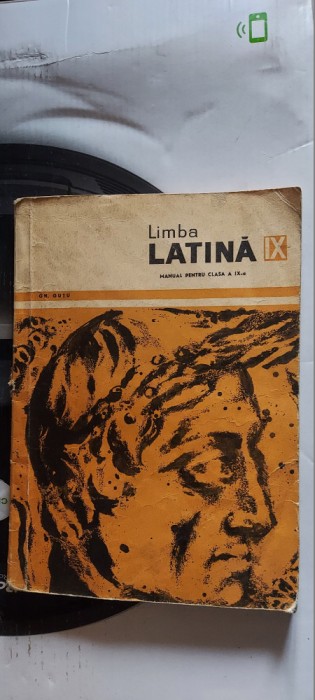 Limba
LATINĂ IX
MANUAL PENTRU CLASA A IX-a
GH. GUȚU